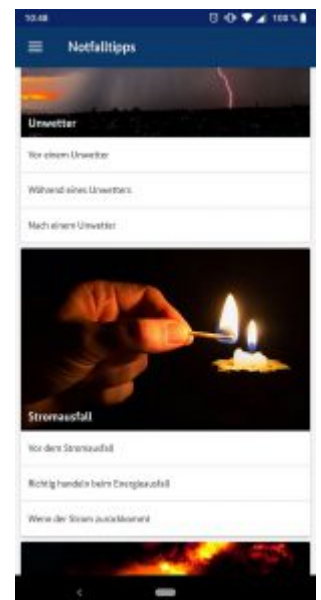 10:48
100 %
Notfalltipps
Unwetter
Vor einem Unwetter
Während eines Unwetters
Nach einem Unwetter
Stromausfall
Vor dem Stromausfall
Richtig handeln beim Energieausfall
Wenn der Strom zurückkommt